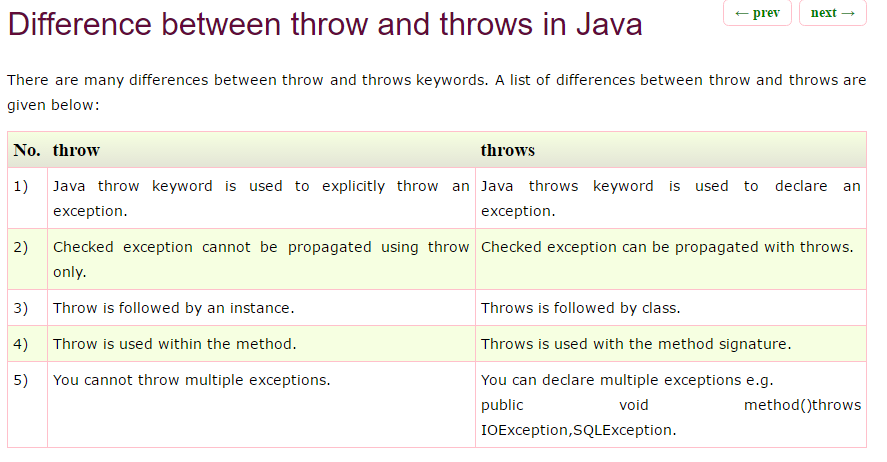 Difference between throw and throws in Java
← prev
next →
There are many differences between throw and throws keywords. A list of differences between throw and throws are
given below:
No. throw throws
1) Java throw keyword is used to explicitly throw an exception. Java throws keyword is used to declare an exception.
2) Checked exception cannot be propagated using throw only. Checked exception can be propagated with throws.
3) Throw is followed by an instance. Throws is followed by class.
4) Throw is used within the method. Throws is used with the method signature.
5) You cannot throw multiple exceptions. You can declare multiple exceptions e.g.
public void method()throws
IOException,SQLException.